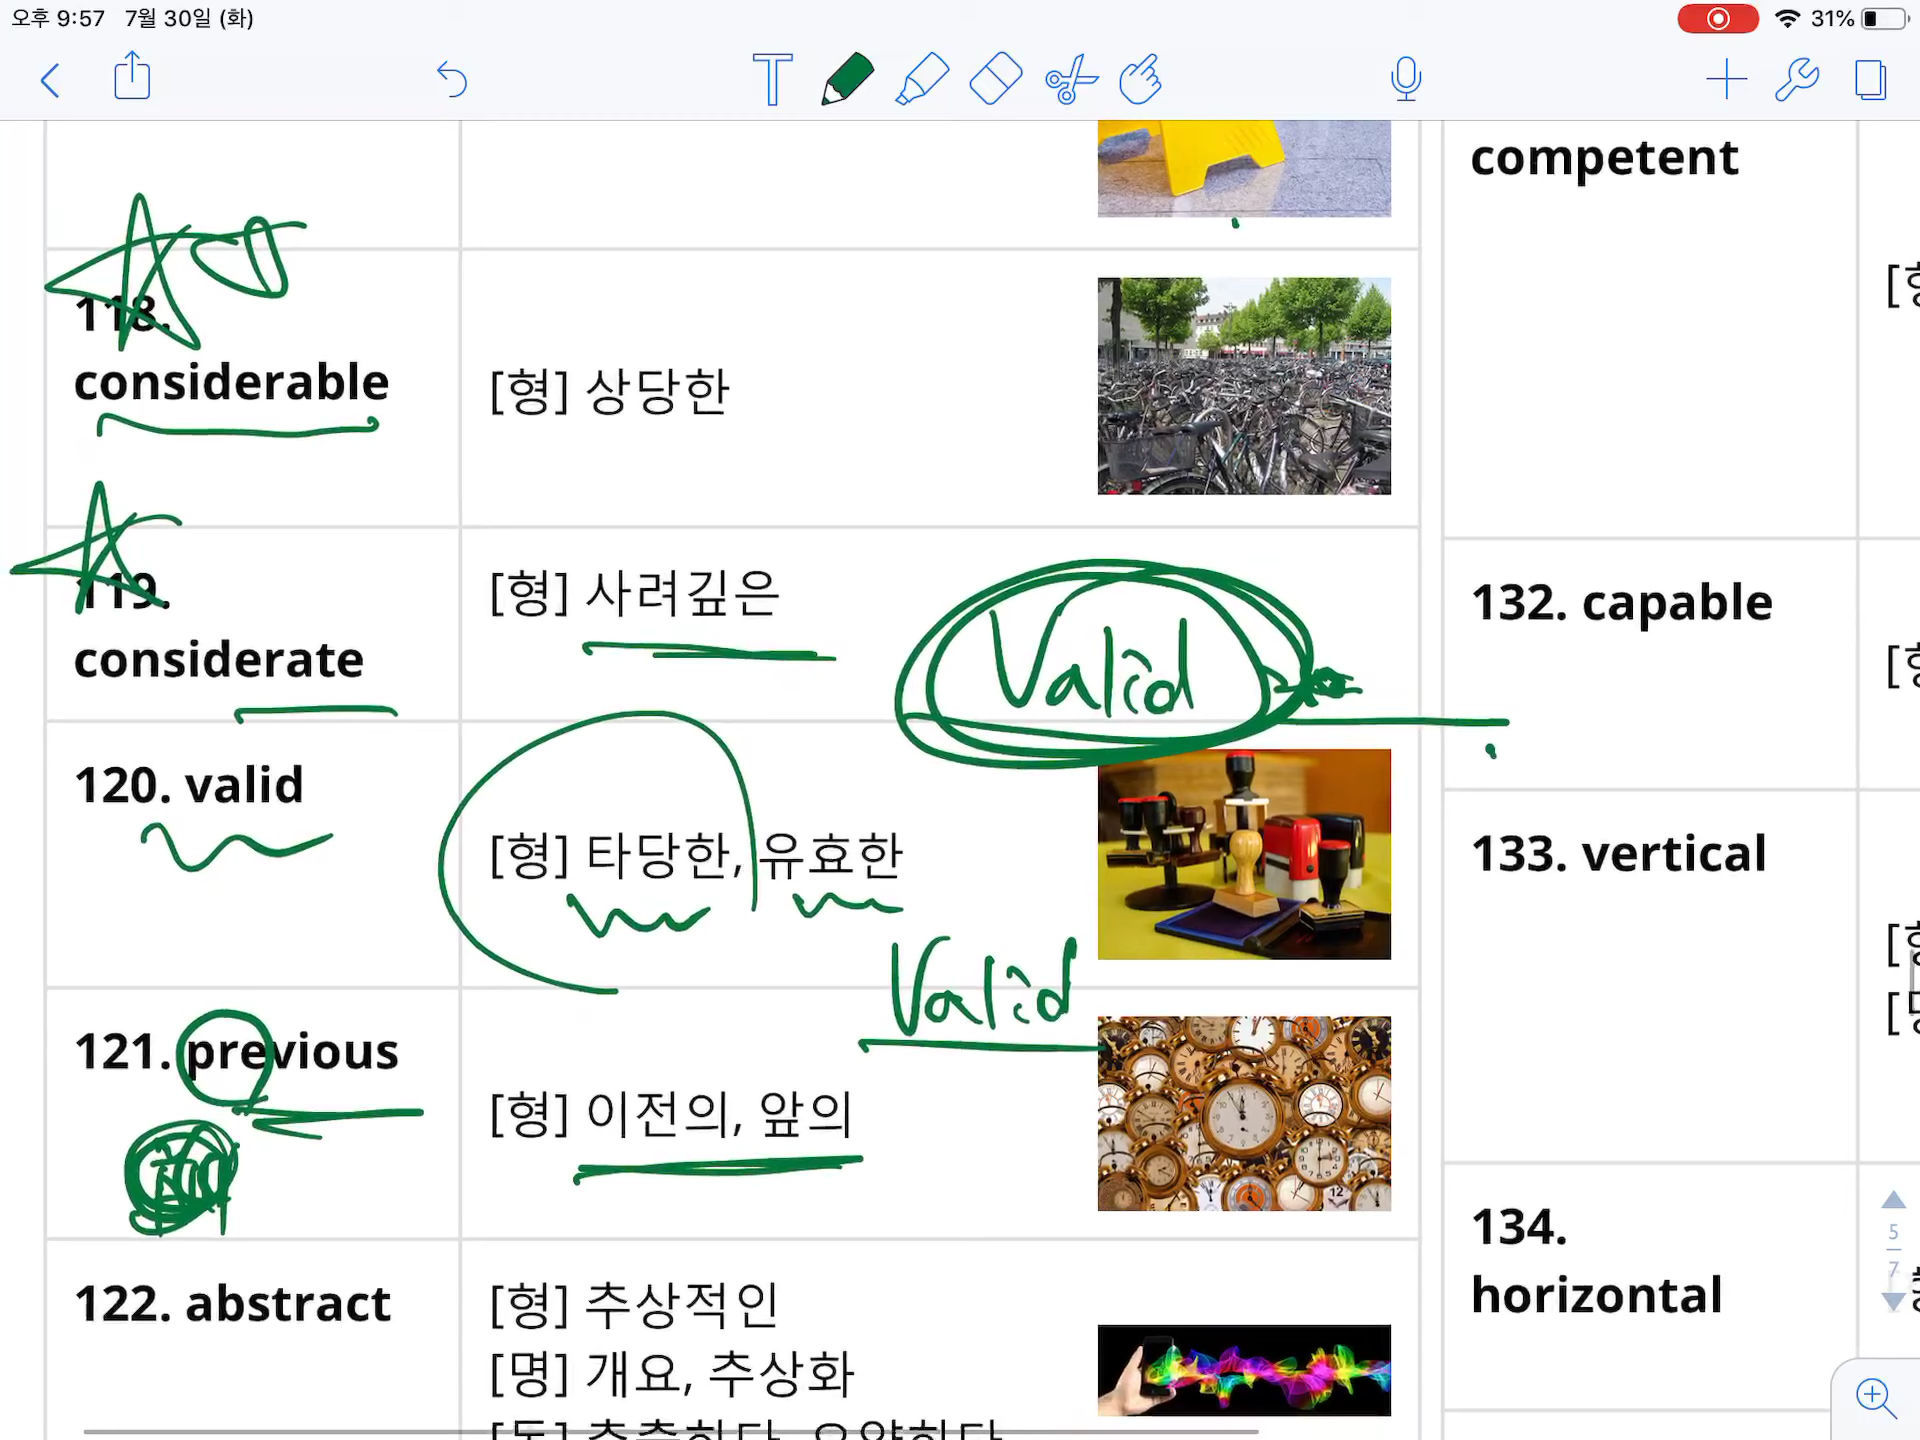 오후 9:57 7월 30일 (화)
31%
T
118.
considerable
[형] 상당한
119.
considerate
[형] 사려깊은
Valid
120. valid
[형] 타당한, 유효한
Valid
121. previous
[형] 이전의, 앞의
122. abstract
[형] 추상적인
[명] 개요, 추상화
competent
132. capable
133. vertical
134.
horizontal
5
7